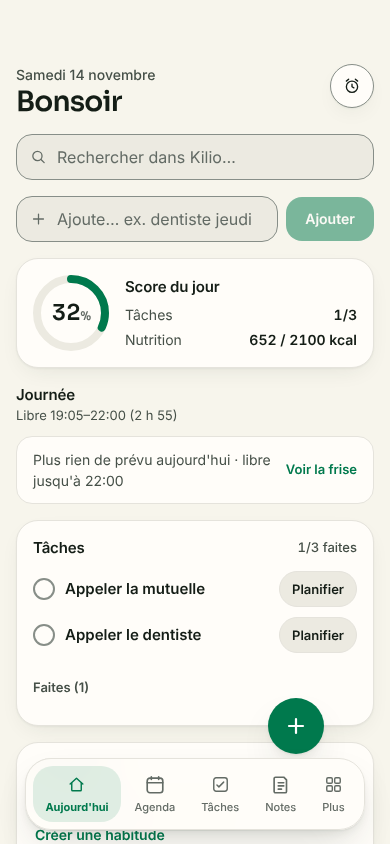 Samedi 14 novembre
Bonsoir
Rechercher dans Kilio...
Ajoute... ex. dentiste jeudi
Ajouter
32%
Score du jour
Tâches 1/3
Nutrition 652 / 2100 kcal
Journée
Libre 19:05–22:00 (2 h 55)
Plus rien de prévu aujourd'hui · libre
jusqu'à 22:00
Voir la frise
Tâches 1/3 faites
Appeler la mutuelle Planifier
Appeler le dentiste Planifier
Faites (1)
Aujourd'hui Agenda Tâches Notes Plus
Créer une habitude